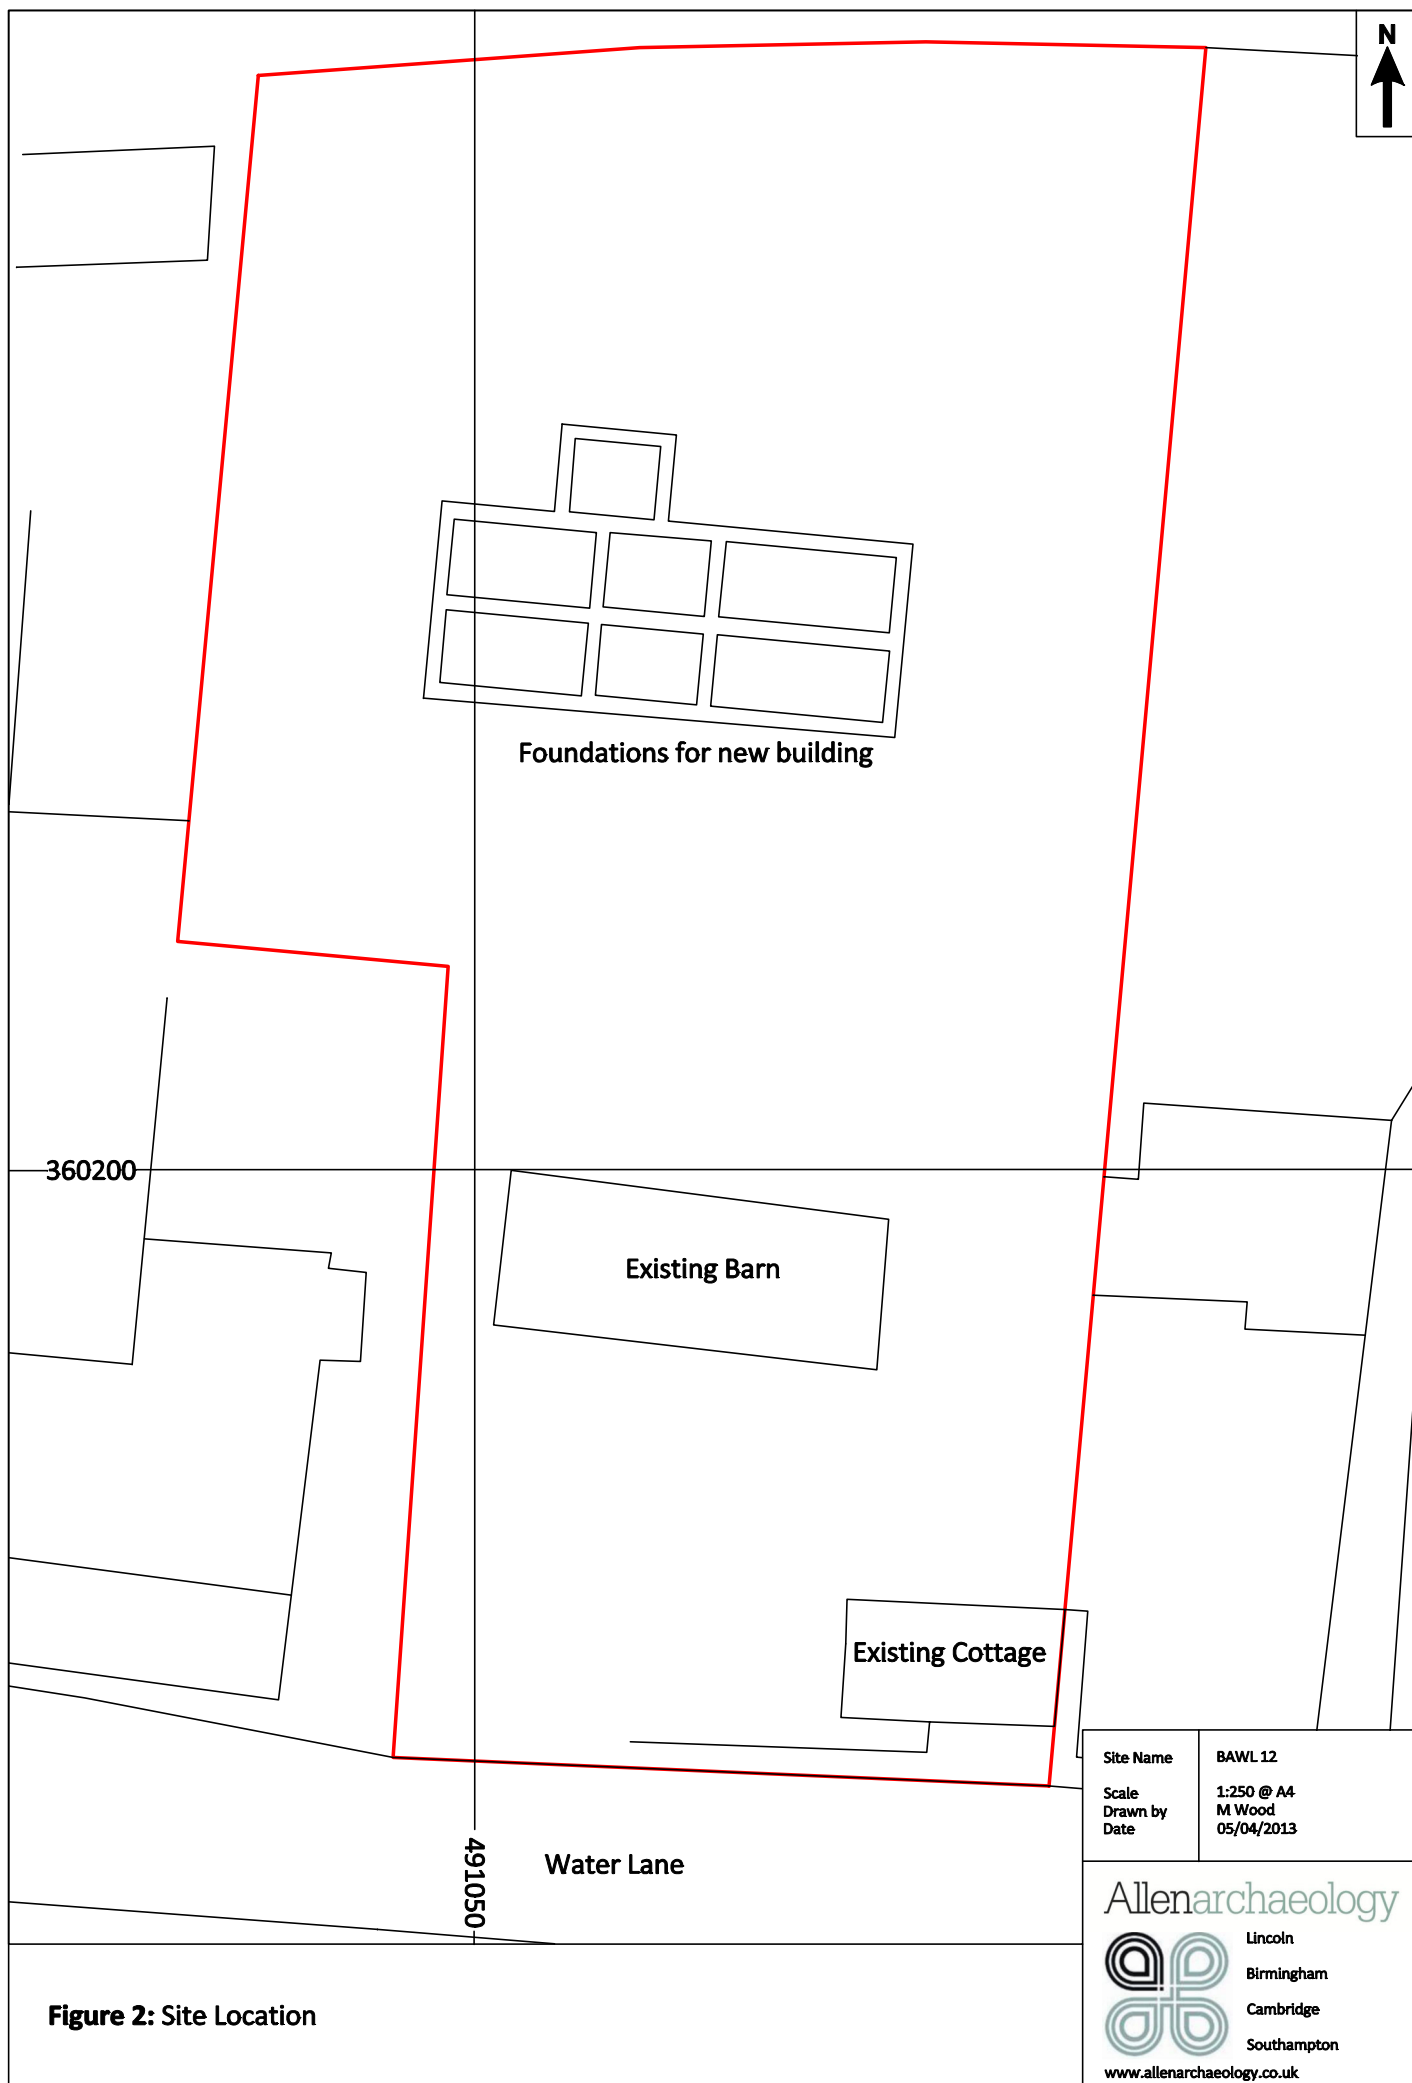 N
Foundations for new building
360200
Existing Barn
Existing Cottage
491050
Water Lane
Site Name BAWL 12
Scale 1:250 @ A4
Drawn by M Wood
Date 05/04/2013
Allenarchaeology
Lincoln
Birmingham
Cambridge
Southampton
www.allenarchaeology.co.uk
Figure 2: Site Location